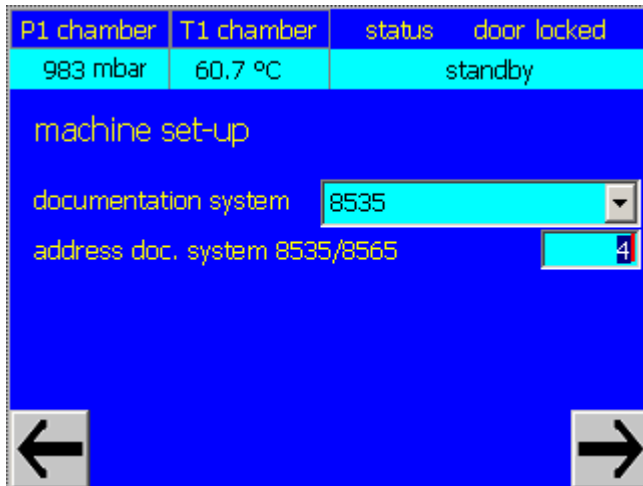 P1 chamber T1 chamber status door locked
983 mbar 60.7 ºC standby
machine set-up
documentation system 8535
address doc. system 8535/8565 4